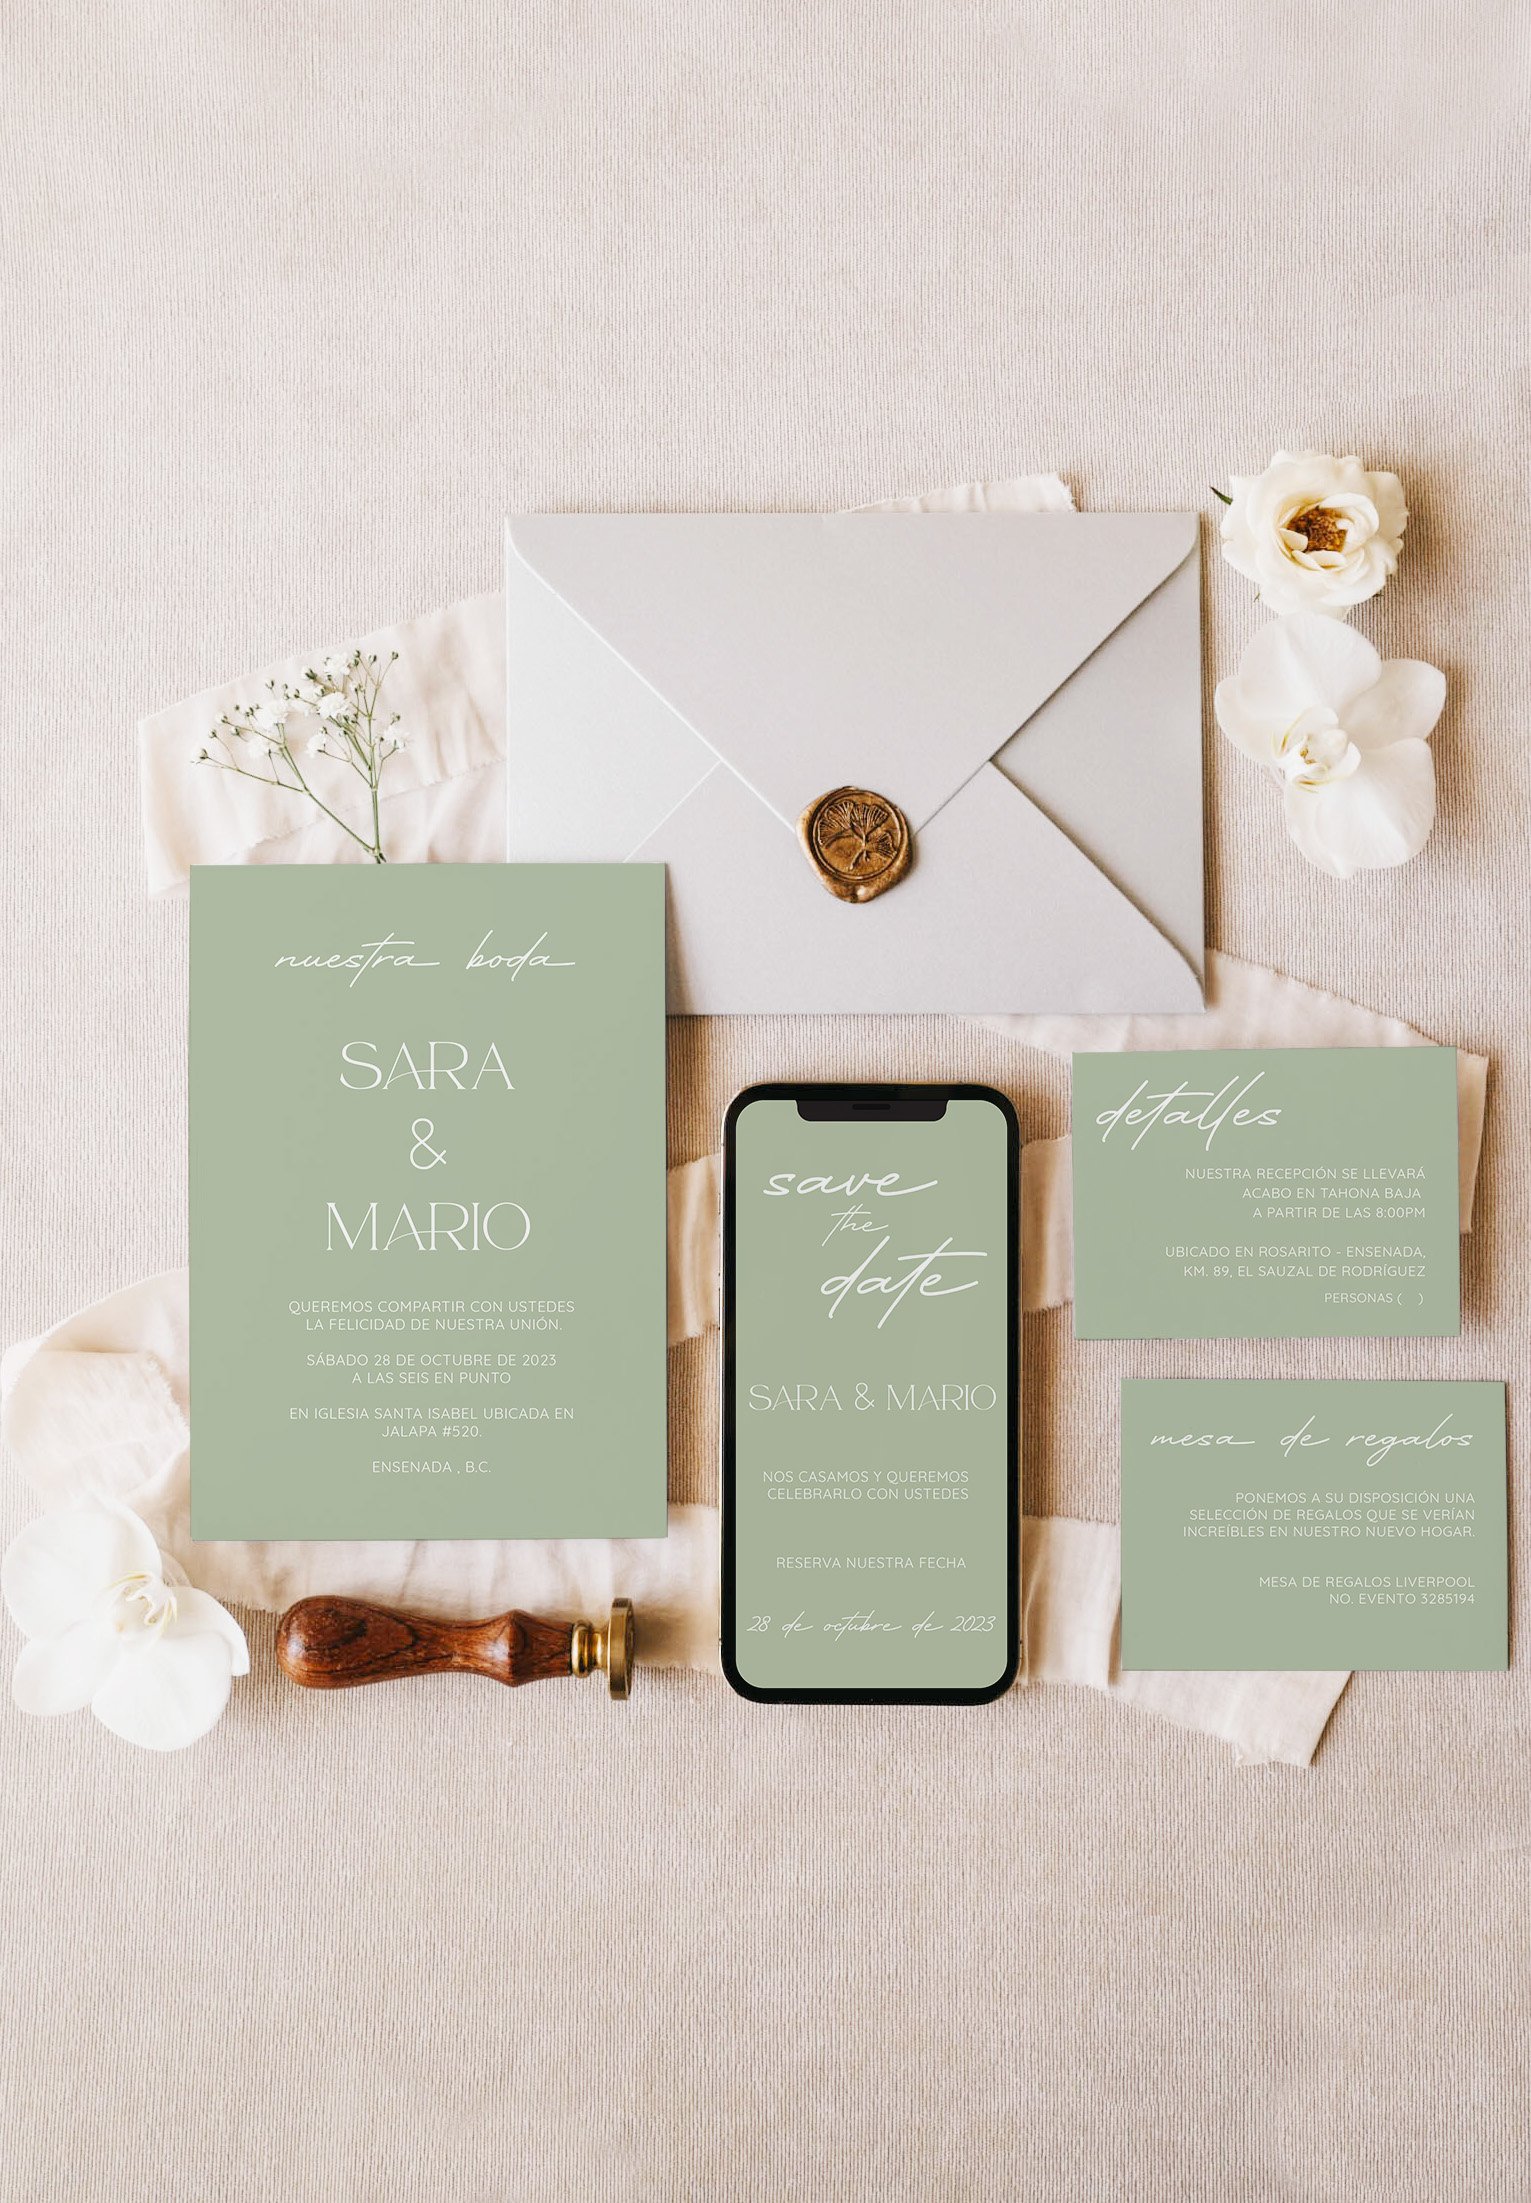 nuestra boda
SARA
&
MARIO
QUEREMOS COMPARTIR CON USTEDES
LA FELICIDAD DE NUESTRA UNIÓN.
SÁBADO 28 DE OCTUBRE DE 2023
A LAS SEIS EN PUNTO
EN IGLESIA SANTA ISABEL UBICADA EN
JALAPA #520.
ENSENADA , B.C.
save
the
date
SARA & MARIO
NOS CASAMOS Y QUEREMOS
CELEBRARLO CON USTEDES
RESERVA NUESTRA FECHA
28 de octubre de 2023
detalles
NUESTRA RECEPCIÓN SE LLEVARÁ
ACABO EN TAHONA BAJA
A PARTIR DE LAS 8:00PM
UBICADO EN ROSARITO - ENSENADA,
KM. 89, EL SAUZAL DE RODRÍGUEZ
PERSONAS ( )
mesa de regalos
PONEMOS A SU DISPOSICIÓN UNA
SELECCIÓN DE REGALOS QUE SE VERÍAN
INCREÍBLES EN NUESTRO NUEVO HOGAR.
MESA DE REGALOS LIVERPOOL
NO. EVENTO 3285194